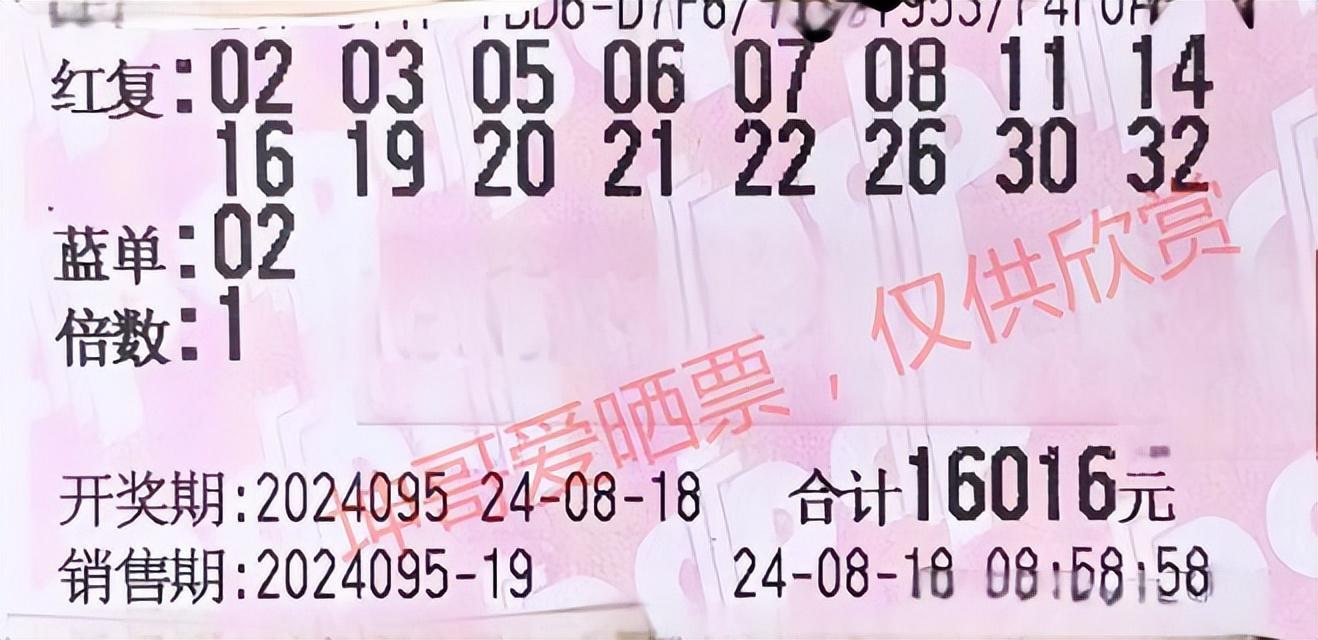 红复:02 03 05 06 07 08 11 14
16 19 20 21 22 26 30 32
蓝单:02
倍数:1
坤哥爱晒票，仅供欣赏
开奖期:2024095 24-08-18 合计16016元
销售期:2024095-19 24-08-18 08:58:58